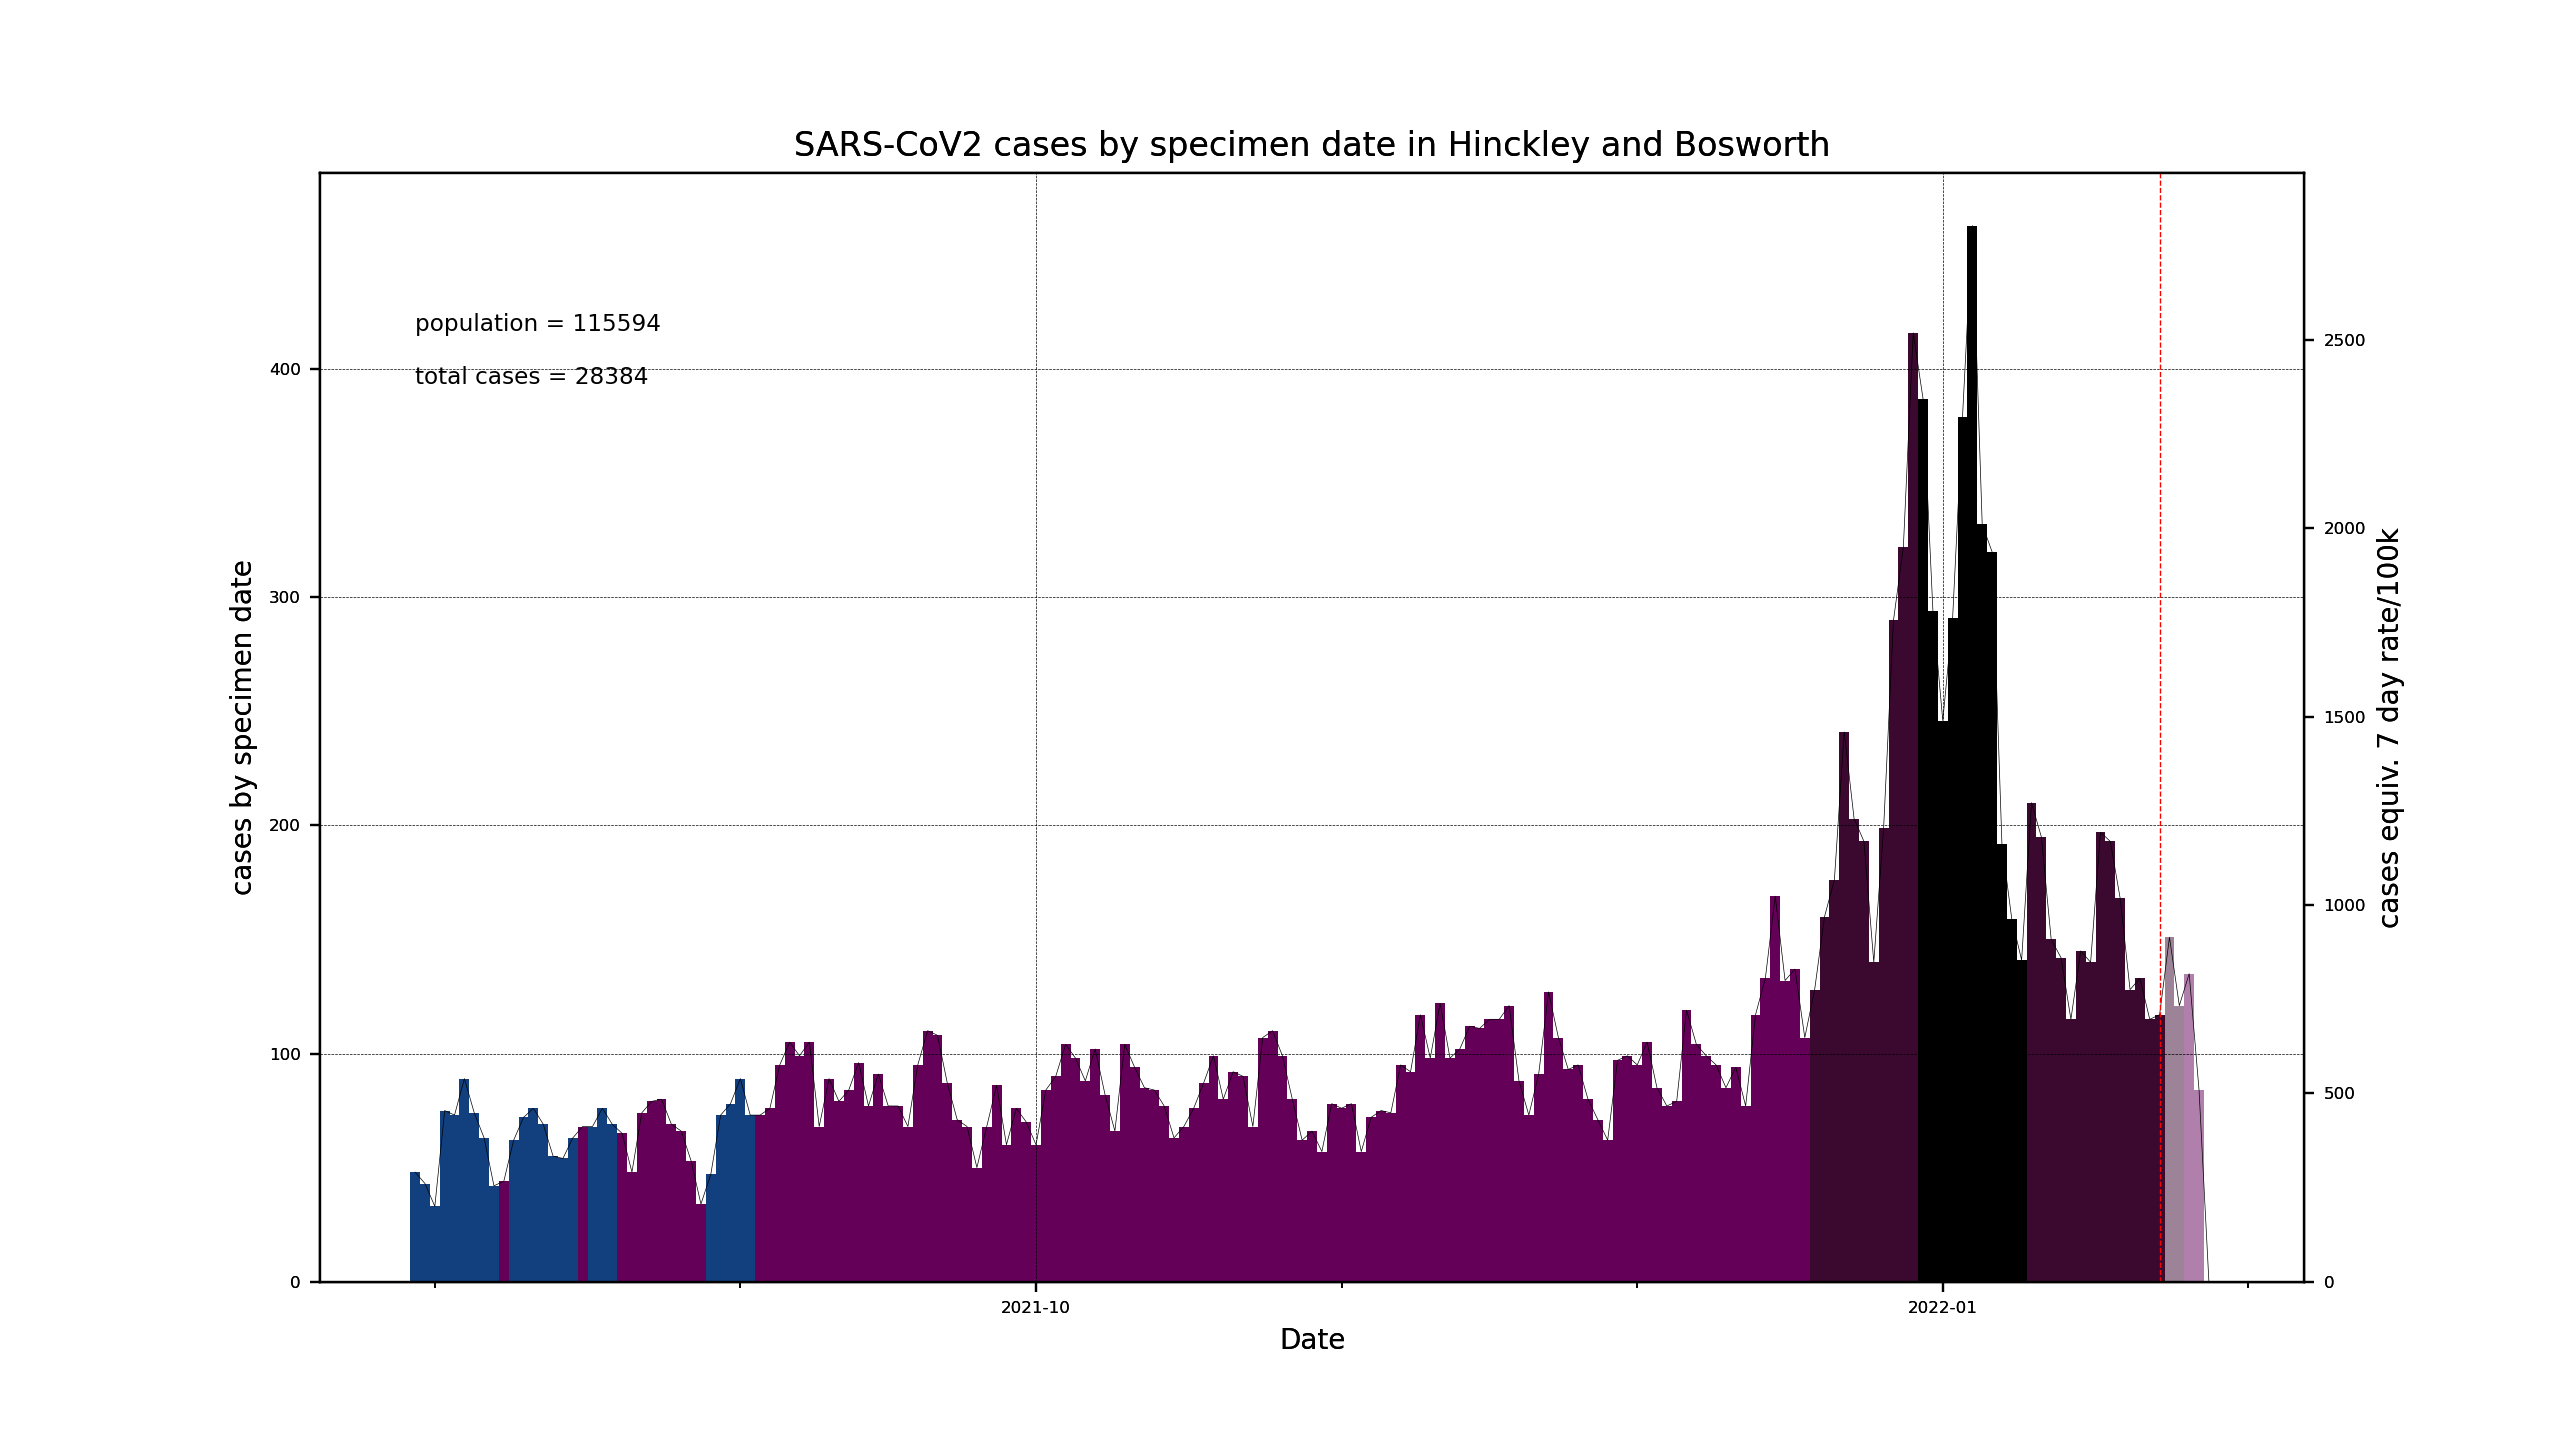 SARS-CoV2 cases by specimen date in Hinckley and Bosworth
population = 115594
total cases = 28384
cases by specimen date
400
300
200
100
0
2500
2000
1500
1000
500
0
cases equiv. 7 day rate/100k
2021-10
2022-01
Date